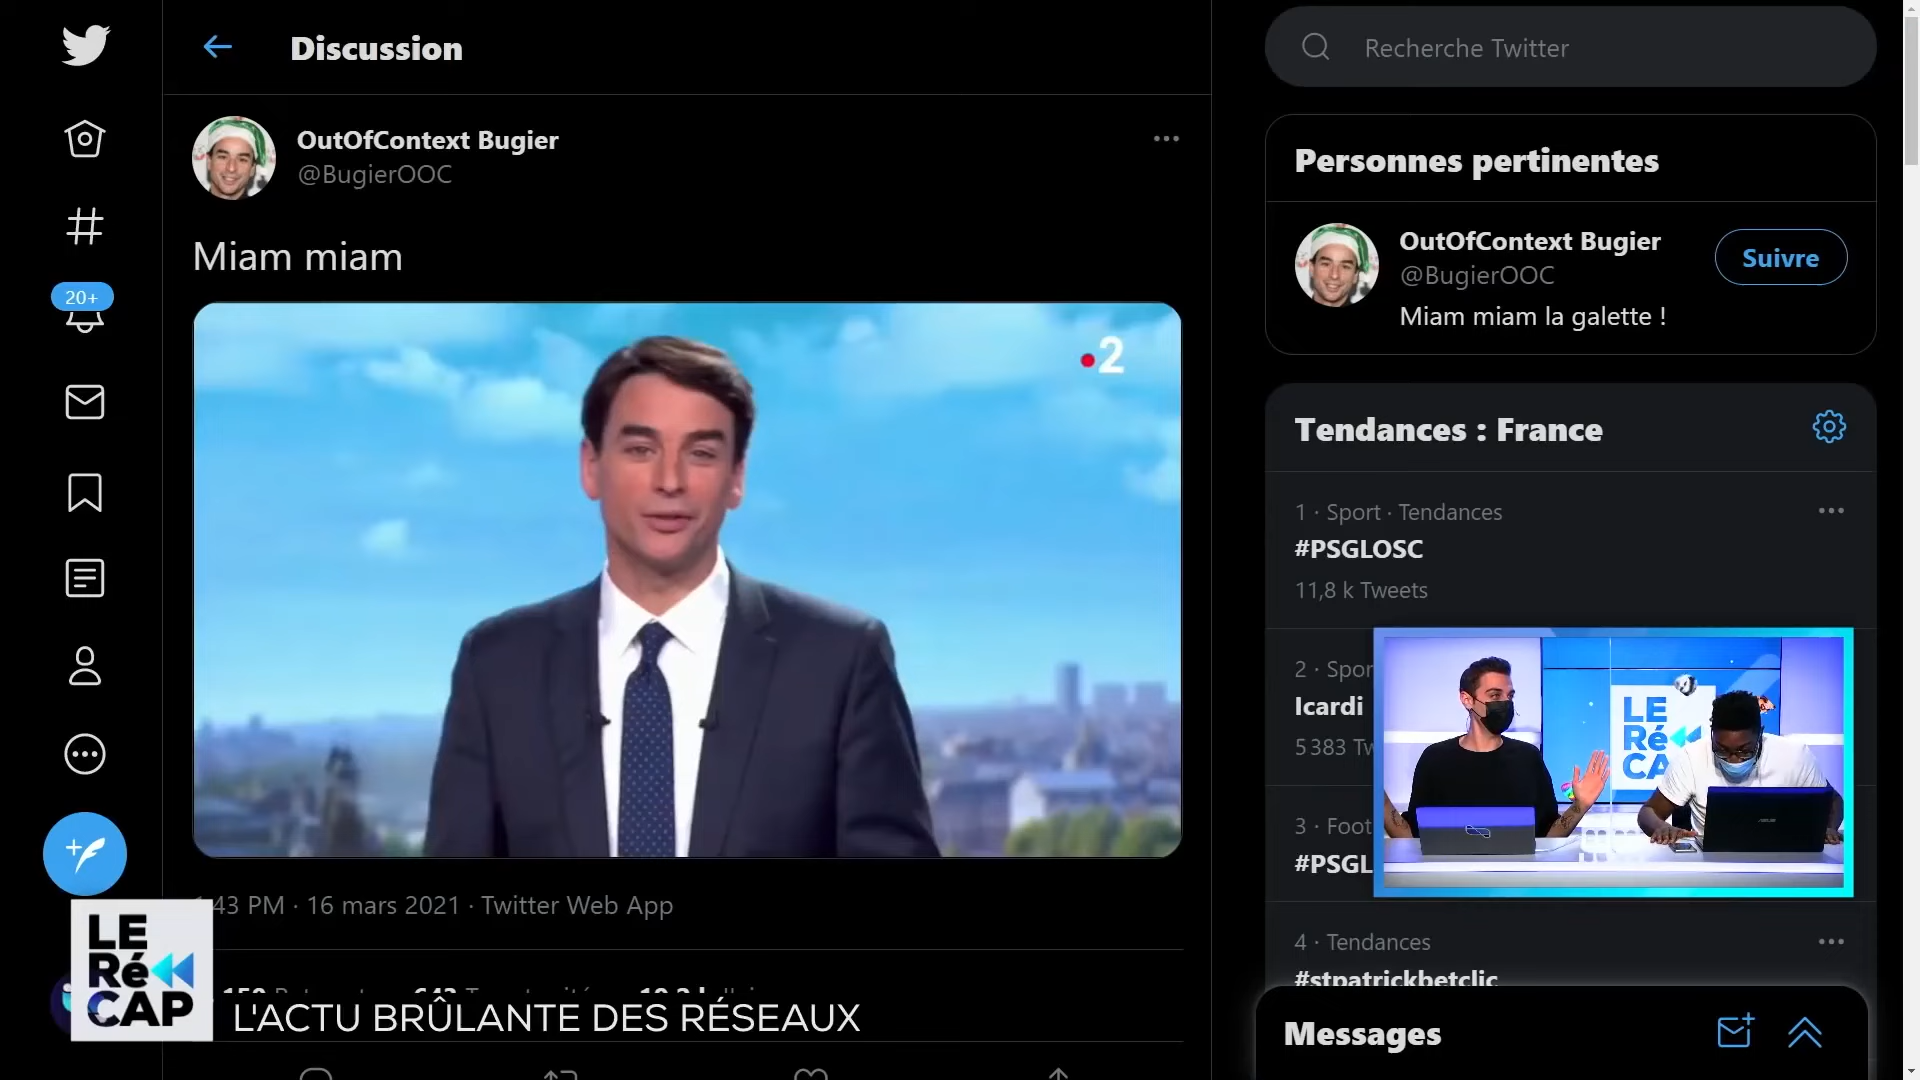 Discussion
OutOfContext Bugier
@BugierOOC
Miam miam
2
43 PM · 16 mars 2021 · Twitter Web App
20+
LE
Ré
CAP
L'ACTU BRÛLANTE DES RÉSEAUX
Recherche Twitter
Personnes pertinentes
OutOfContext Bugier
@BugierOOC
Suivre
Miam miam la galette !
Tendances : France
1 · Sport · Tendances
#PSGLOSC
11,8 k Tweets
2 · Spor
Icardi
5 383 Tw
3 · Foot
#PSGL
LE
Ré
CA
4 · Tendances
#stpatrickbetclic
Messages